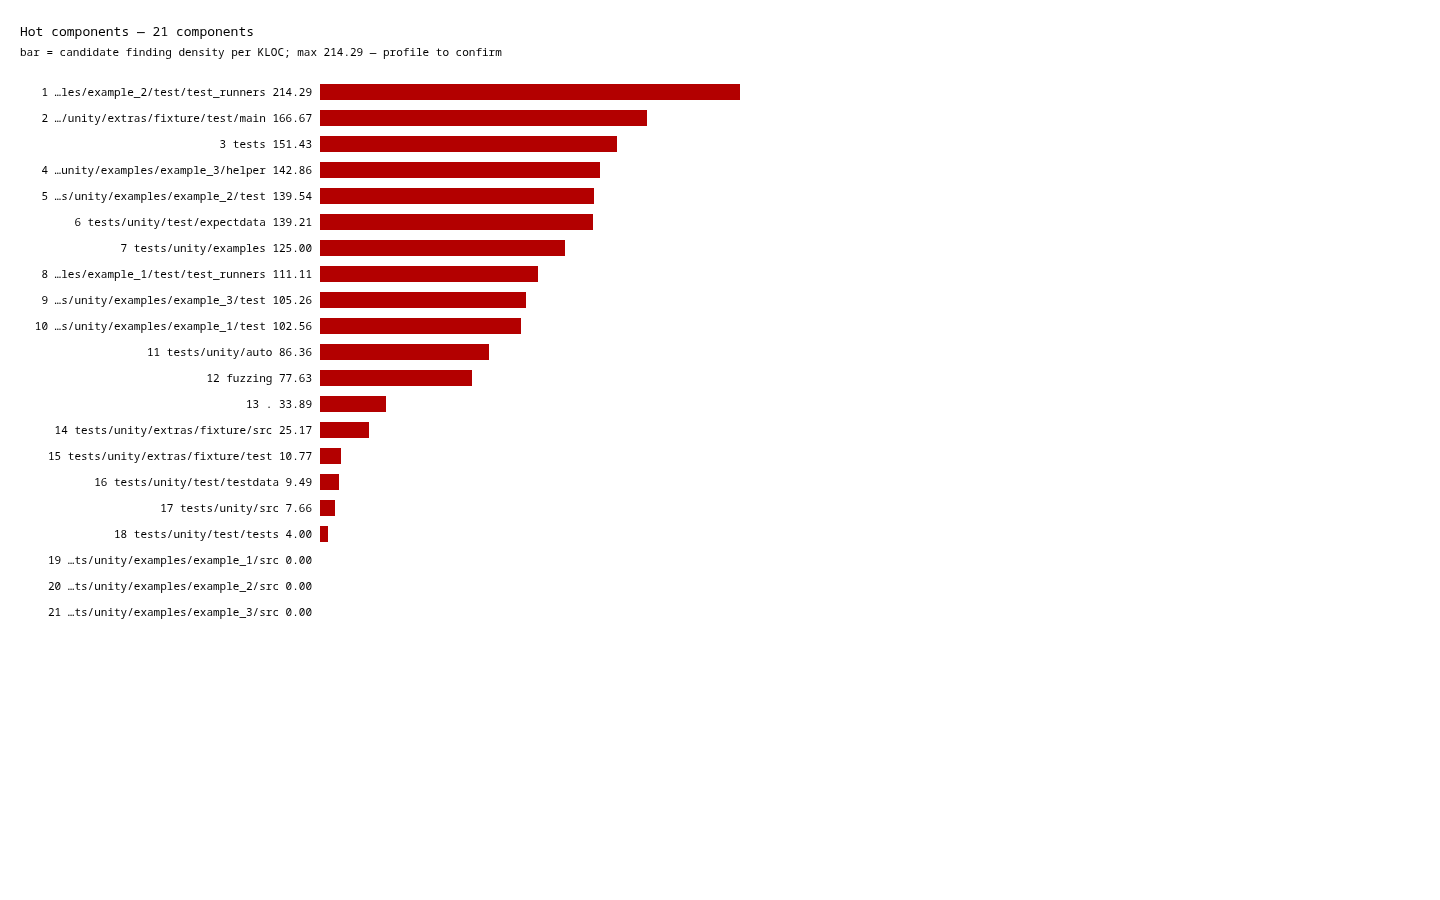 Hot components — 21 components
bar = candidate finding density per KLOC; max 214.29 — profile to confirm
1 …les/example_2/test/test_runners 214.29
2 …/unity/extras/fixture/test/main 166.67
3 tests 151.43
4 …unity/examples/example_3/helper 142.86
5 …s/unity/examples/example_2/test 139.54
6 tests/unity/test/expectdata 139.21
7 tests/unity/examples 125.00
8 …les/example_1/test/test_runners 111.11
9 …s/unity/examples/example_3/test 105.26
10 …s/unity/examples/example_1/test 102.56
11 tests/unity/auto 86.36
12 fuzzing 77.63
13 . 33.89
14 tests/unity/extras/fixture/src 25.17
15 tests/unity/extras/fixture/test 10.77
16 tests/unity/test/testdata 9.49
17 tests/unity/src 7.66
18 tests/unity/test/tests 4.00
19 …ts/unity/examples/example_1/src 0.00
20 …ts/unity/examples/example_2/src 0.00
21 …ts/unity/examples/example_3/src 0.00